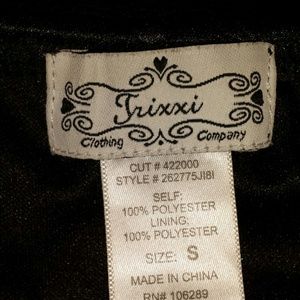 Trixxi
Clothing Company
CUT # 422000
STYLE # 262775JI8I
SELF:
100% POLYESTER
LINING:
100% POLYESTER
SIZE: S
MADE IN CHINA
RN# 106289